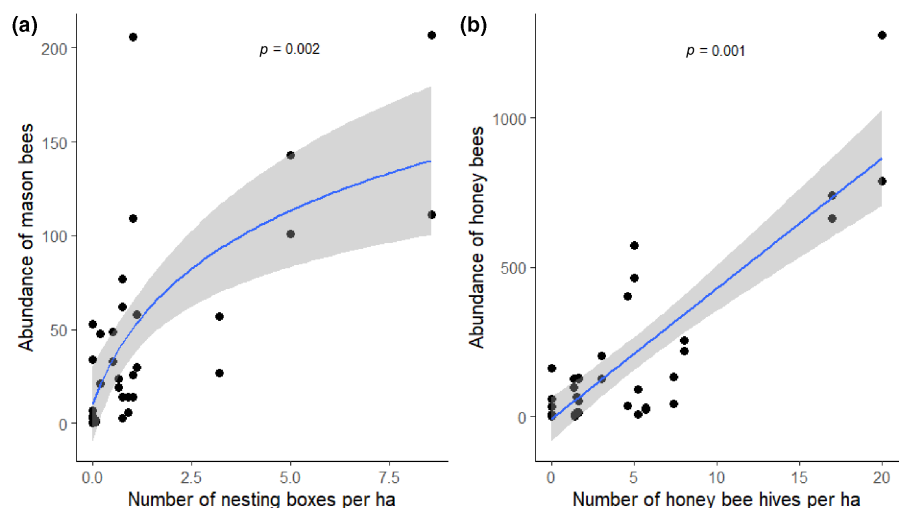 (a)
p = 0.002
Abundance of mason bees
200
150
100
50
0
0.0 2.5 5.0 7.5
Number of nesting boxes per ha
(b)
p = 0.001
Abundance of honey bees
1000
500
0
0 5 10 15 20
Number of honey bee hives per ha